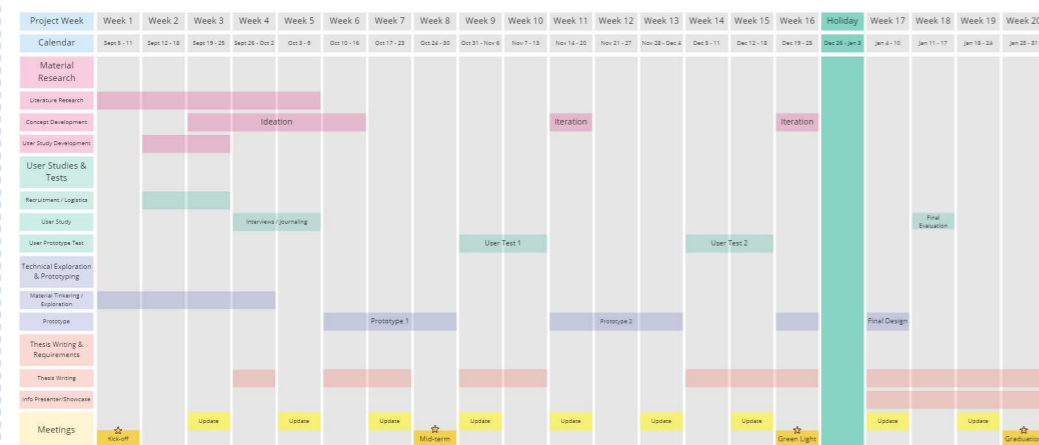 Project Week Week 1 Week 2 Week 3 Week 4 Week 5 Week 6 Week 7 Week 8 Week 9 Week 10 Week 11 Week 12 Week 13 Week 14 Week 15 Week 16 Holiday Week 17 Week 18 Week 19 Week 20
Calendar Sept 5 - 11 Sept 12 - 18 Sept 19 - 25 Sept 26 - Oct 2 Oct 3 - 9 Oct 10 - 16 Oct 17 - 23 Oct 24 - 30 Oct 31 - Nov 6 Nov 7 - 13 Nov 14 - 20 Nov 21 - 27 Nov 28 - Dec 4 Dec 5 - 11 Dec 12 - 18 Dec 19 - 25 Dec 26 - Jan 3 Jan 4 - 10 Jan 11 - 17 Jan 18 - 24 Jan 25 - 31
Material
Research
Literature Research
Concept Development Ideation Iteration Iteration
User Study Development
User Studies &
Tests
Recruitment / Logistics
User Study Interviews / Journaling Final
Evaluation
User Prototype Test User Test 1 User Test 2
Technical Exploration
& Prototyping
Material Tinkering /
Exploration
Prototype Prototype 1 Prototype 2 Final Design
Thesis Writing &
Requirements
Thesis Writing
Info Presenter/Showcase
Meetings Update Update Update Update Update Update Update Update Update
Kick-off Mid-term Green Light Graduation